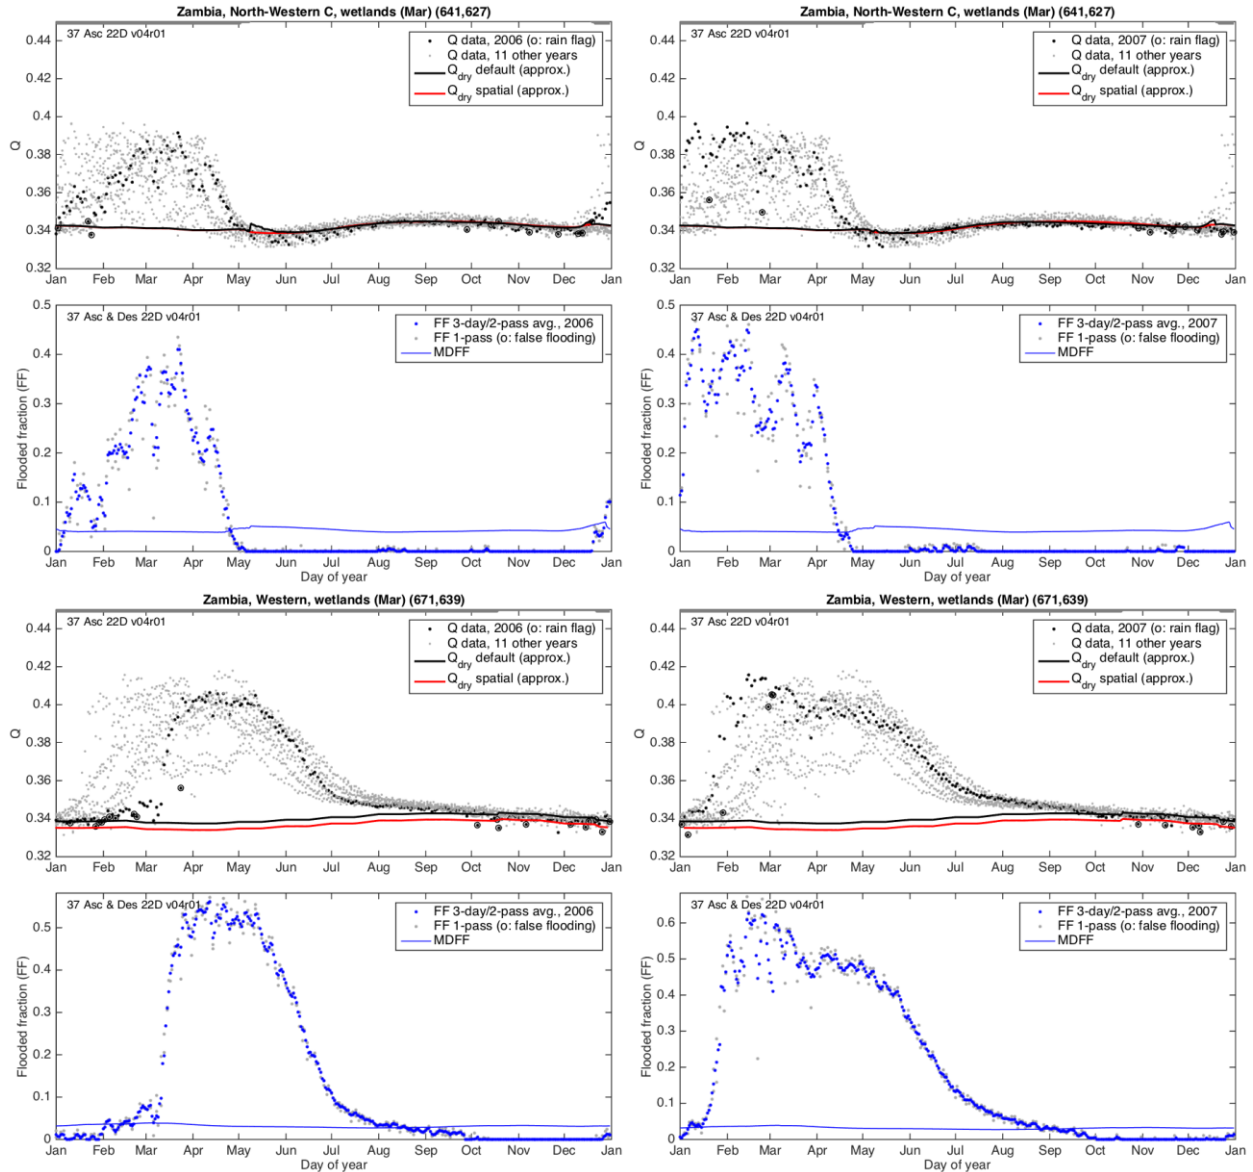 Zambia, North-Western C, wetlands (Mar) (641,627)
37 Asc 22D v04r01
Q data, 2006 (o: rain flag)
Q data, 11 other years
Qdry default (approx.)
Qdry spatial (approx.)
Q
0.44
0.42
0.4
0.38
0.36
0.34
0.32
Jan Feb Mar Apr May Jun Jul Aug Sep Oct Nov Dec Jan
Zambia, North-Western C, wetlands (Mar) (641,627)
37 Asc 22D v04r01
Q data, 2007 (o: rain flag)
Q data, 11 other years
Qdry default (approx.)
Qdry spatial (approx.)
Q
0.44
0.42
0.4
0.38
0.36
0.34
0.32
Jan Feb Mar Apr May Jun Jul Aug Sep Oct Nov Dec Jan
37 Asc & Des 22D v04r01
FF 3-day/2-pass avg., 2006
FF 1-pass (o: false flooding)
MDFF
Flooded fraction (FF)
0.5
0.4
0.3
0.2
0.1
0
Jan Feb Mar Apr May Jun Jul Aug Sep Oct Nov Dec Jan
Day of year
37 Asc & Des 22D v04r01
FF 3-day/2-pass avg., 2007
FF 1-pass (o: false flooding)
MDFF
Flooded fraction (FF)
0.5
0.4
0.3
0.2
0.1
0
Jan Feb Mar Apr May Jun Jul Aug Sep Oct Nov Dec Jan
Day of year
Zambia, Western, wetlands (Mar) (671,639)
37 Asc 22D v04r01
Q data, 2006 (o: rain flag)
Q data, 11 other years
Qdry default (approx.)
Qdry spatial (approx.)
Q
0.44
0.42
0.4
0.38
0.36
0.34
0.32
Jan Feb Mar Apr May Jun Jul Aug Sep Oct Nov Dec Jan
Zambia, Western, wetlands (Mar) (671,639)
37 Asc 22D v04r01
Q data, 2007 (o: rain flag)
Q data, 11 other years
Qdry default (approx.)
Qdry spatial (approx.)
Q
0.44
0.42
0.4
0.38
0.36
0.34
0.32
Jan Feb Mar Apr May Jun Jul Aug Sep Oct Nov Dec Jan
37 Asc & Des 22D v04r01
FF 3-day/2-pass avg., 2006
FF 1-pass (o: false flooding)
MDFF
Flooded fraction (FF)
0.5
0.4
0.3
0.2
0.1
0
Jan Feb Mar Apr May Jun Jul Aug Sep Oct Nov Dec Jan
Day of year
37 Asc & Des 22D v04r01
FF 3-day/2-pass avg., 2007
FF 1-pass (o: false flooding)
MDFF
Flooded fraction (FF)
0.6
0.5
0.4
0.3
0.2
0.1
0
Jan Feb Mar Apr May Jun Jul Aug Sep Oct Nov Dec Jan
Day of year